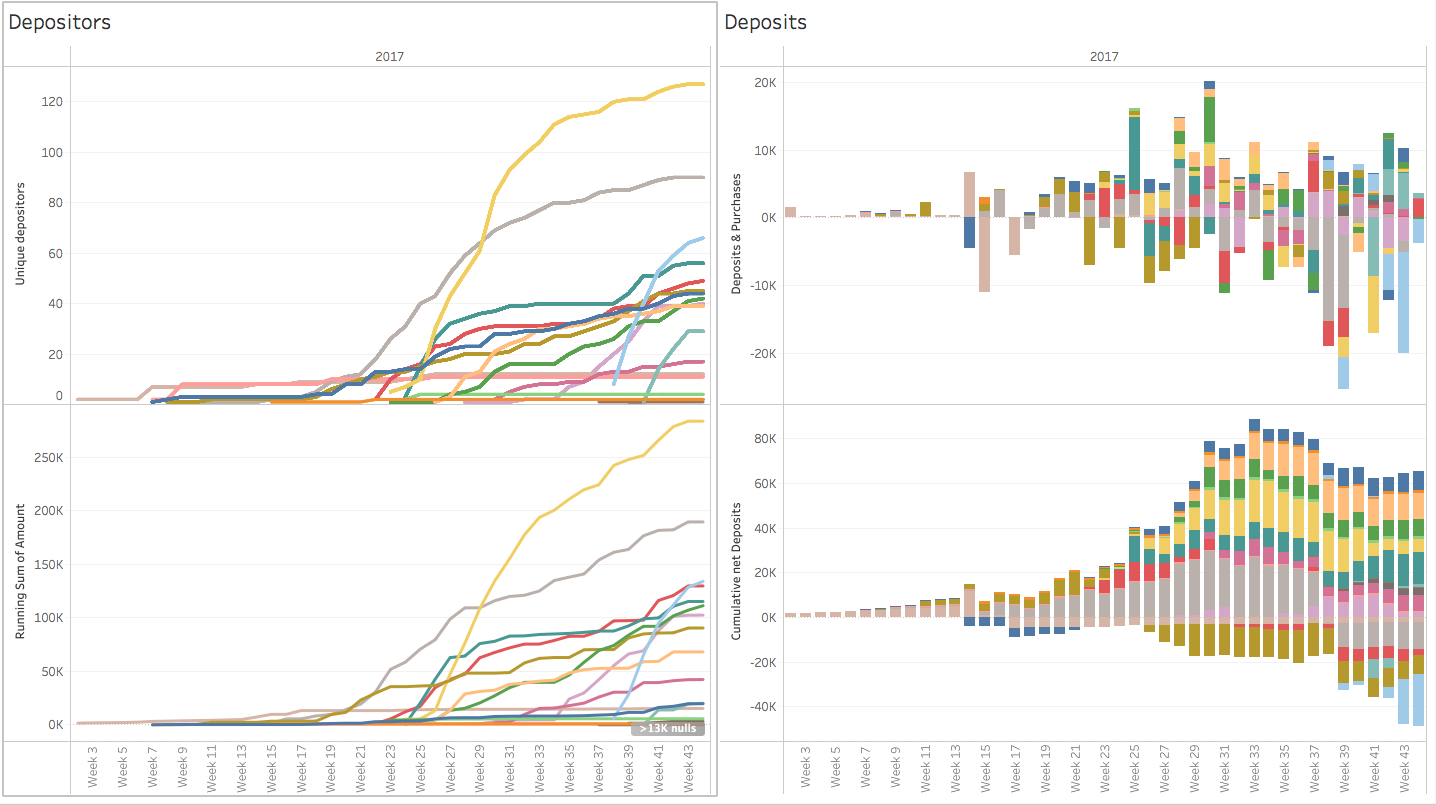 Depositors
2017
Unique depositors
120
100
80
60
40
20
0
Running Sum of Amount
250K
200K
150K
100K
50K
0K
>13K nulls
Week 3
Week 5
Week 7
Week 9
Week 11
Week 13
Week 15
Week 17
Week 19
Week 21
Week 23
Week 25
Week 27
Week 29
Week 31
Week 33
Week 35
Week 37
Week 39
Week 41
Week 43
Deposits
2017
Deposits & Purchases
20K
10K
0K
-10K
-20K
Cumulative net Deposits
80K
60K
40K
20K
0K
-20K
-40K
Week 3
Week 5
Week 7
Week 9
Week 11
Week 13
Week 15
Week 17
Week 19
Week 21
Week 23
Week 25
Week 27
Week 29
Week 31
Week 33
Week 35
Week 37
Week 39
Week 41
Week 43